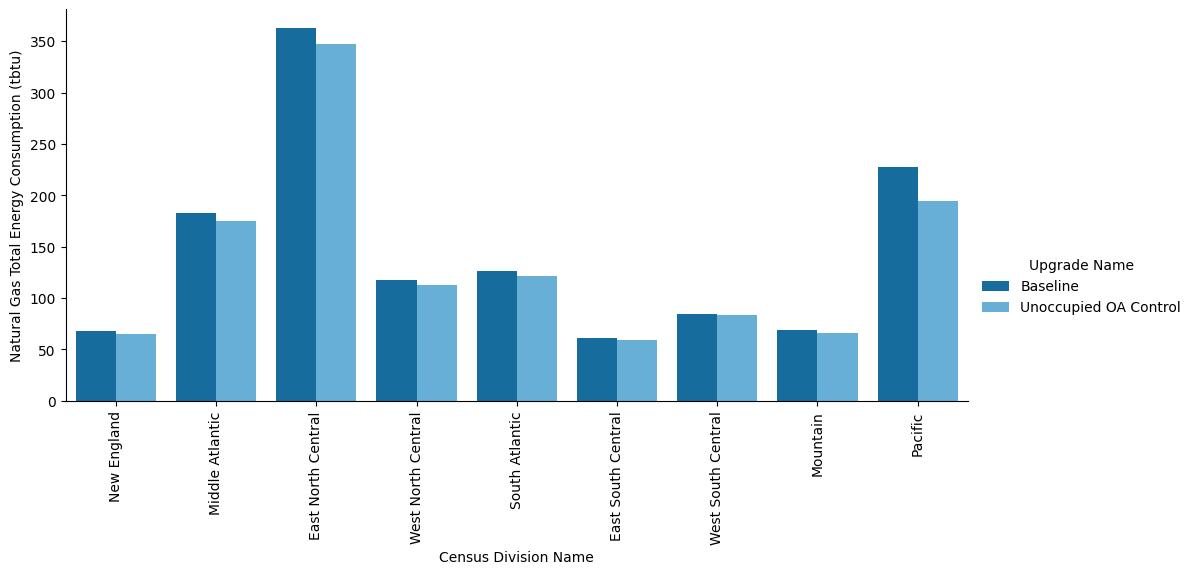 Natural Gas Total Energy Consumption (tbtu)
350
300
250
200
150
100
50
0
New England
Middle Atlantic
East North Central
West North Central
South Atlantic
East South Central
West South Central
Mountain
Pacific
Census Division Name
Upgrade Name
Baseline
Unoccupied OA Control